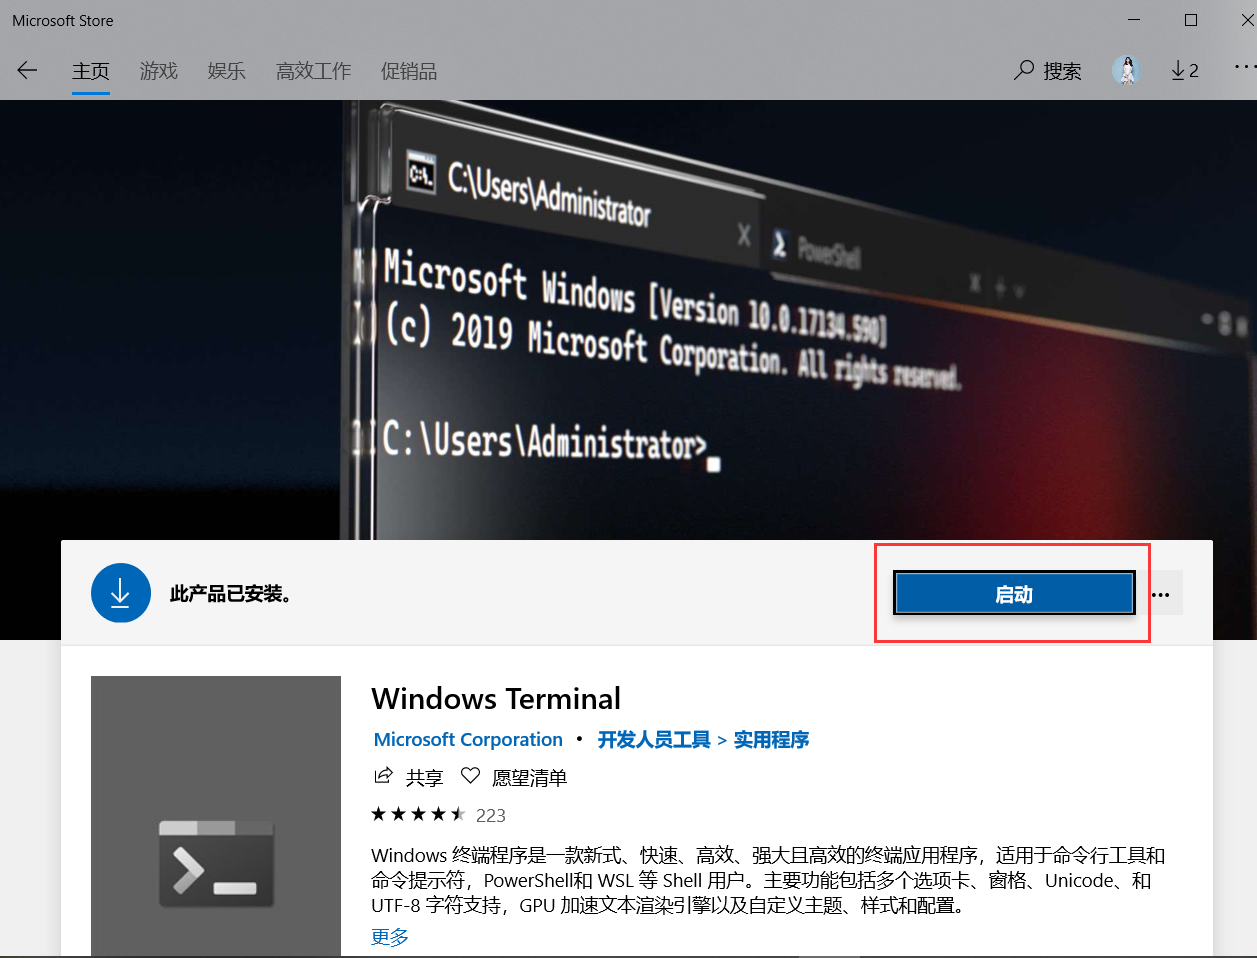 Microsoft Store
主页 游戏 娱乐 高效工作 促销品 搜索 2
C:\Users\Administrator X PowerShell X
Microsoft Windows [Version 10.0.17134.590]
(c) 2019 Microsoft Corporation. All rights reserved.
C:\Users\Administrator>
此产品已安装。 启动
Windows Terminal
Microsoft Corporation • 开发人员工具 > 实用程序
共享 愿望清单
223
Windows 终端程序是一款新式、快速、高效、强大且高效的终端应用程序，适用于命令行工具和
命令提示符，PowerShell和 WSL 等 Shell 用户。主要功能包括多个选项卡、窗格、Unicode、和
UTF-8 字符支持，GPU 加速文本渲染引擎以及自定义主题、样式和配置。
更多